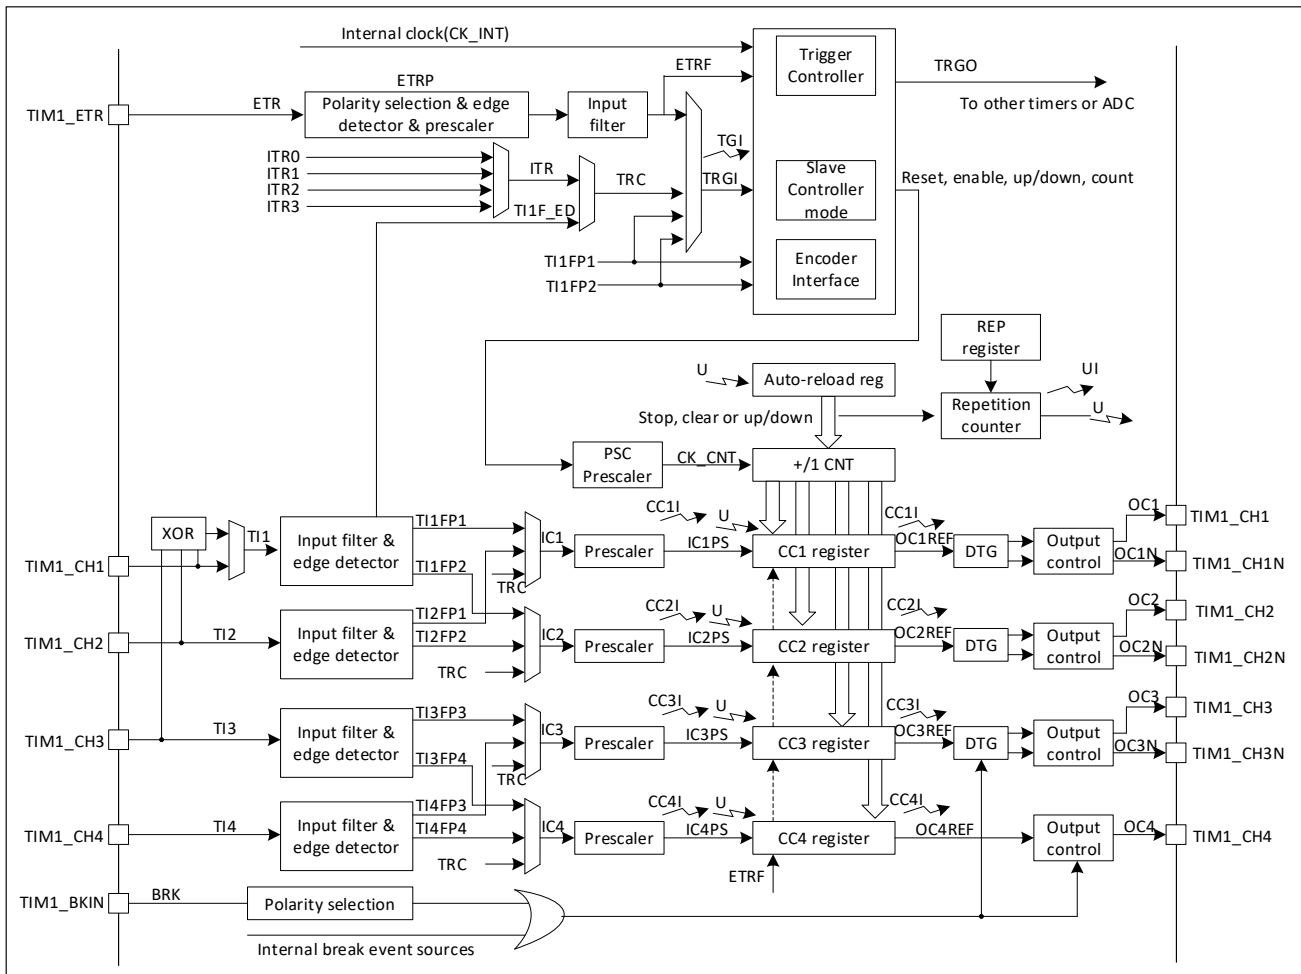 Internal clock(CK_INT)
Trigger
Controller
ETRF
TRGO
ETRP
ETR
Polarity selection & edge
detector & prescaler
Input
filter
To other timers or ADC
TIM1_ETR
TGI
ITR0
ITR1
ITR2
ITR3
ITR
TRC
TRGI
Slave
Controller
mode
Reset, enable, up/down, count
TI1F_ED
TI1FP1
TI1FP2
Encoder
Interface
REP
register
U
Auto-reload reg
UI
Stop, clear or up/down
Repetition
counter
U
PSC
Prescaler
CK_CNT
+/1 CNT
XOR
TI1
Input filter &
edge detector
TI1FP1
TI1FP2
TRC
IC1
Prescaler
CC1I
U
IC1PS
CC1 register
CC1I
OC1REF
DTG
Output
control
OC1
OC1N
TIM1_CH1
TIM1_CH1N
TIM1_CH1
TIM1_CH2
TI2
Input filter &
edge detector
TI2FP1
TI2FP2
TRC
IC2
Prescaler
CC2I
U
IC2PS
CC2 register
CC2I
OC2REF
DTG
Output
control
OC2
OC2N
TIM1_CH2
TIM1_CH2N
TIM1_CH3
TI3
Input filter &
edge detector
TI3FP3
TI3FP4
TRC
IC3
Prescaler
CC3I
U
IC3PS
CC3 register
CC3I
OC3REF
DTG
Output
control
OC3
OC3N
TIM1_CH3
TIM1_CH3N
TIM1_CH4
TI4
Input filter &
edge detector
TI4FP3
TI4FP4
TRC
IC4
Prescaler
CC4I
U
IC4PS
CC4 register
CC4I
OC4REF
Output
control
OC4
TIM1_CH4
ETRF
TIM1_BKIN
BRK
Polarity selection
Internal break event sources